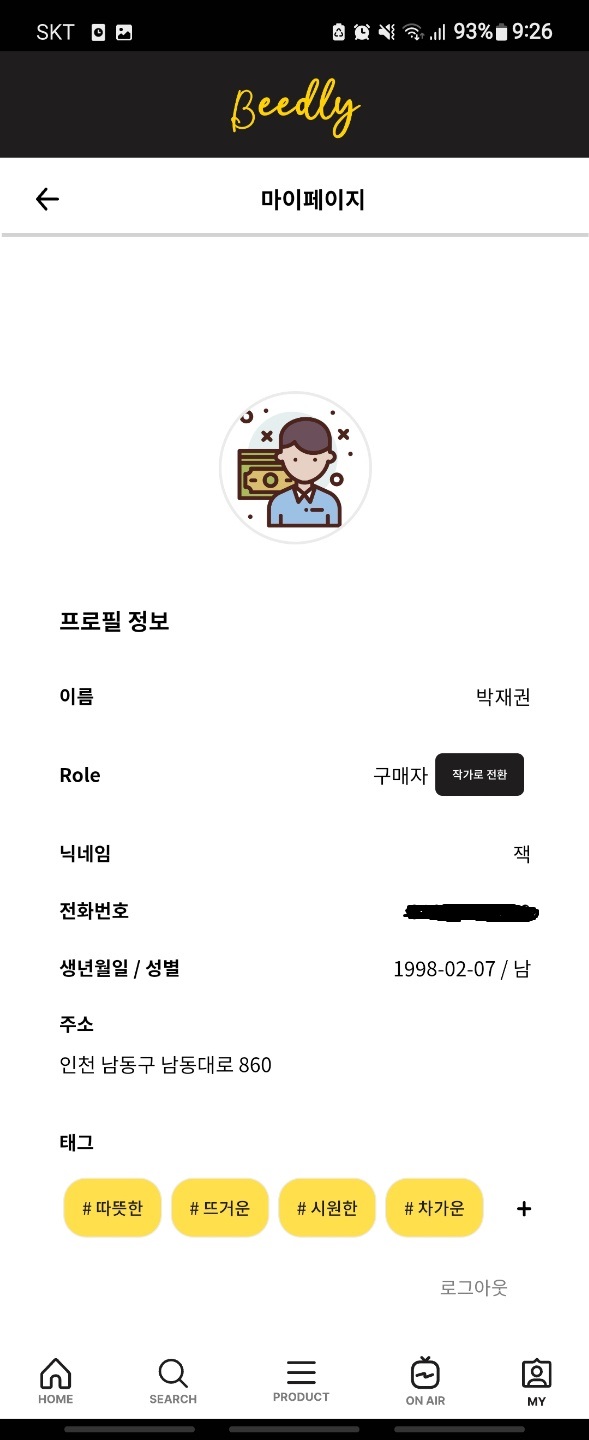 SKT 93% 9:26
Beedly
마이페이지
프로필 정보
이름 박재권
Role 구매자 작가로 전환
닉네임 잭
전화번호
생년월일 / 성별 1998-02-07 / 남
주소
인천 남동구 남동대로 860
태그
# 따뜻한 # 뜨거운 # 시원한 # 차가운 +
로그아웃
HOME SEARCH PRODUCT ON AIR MY